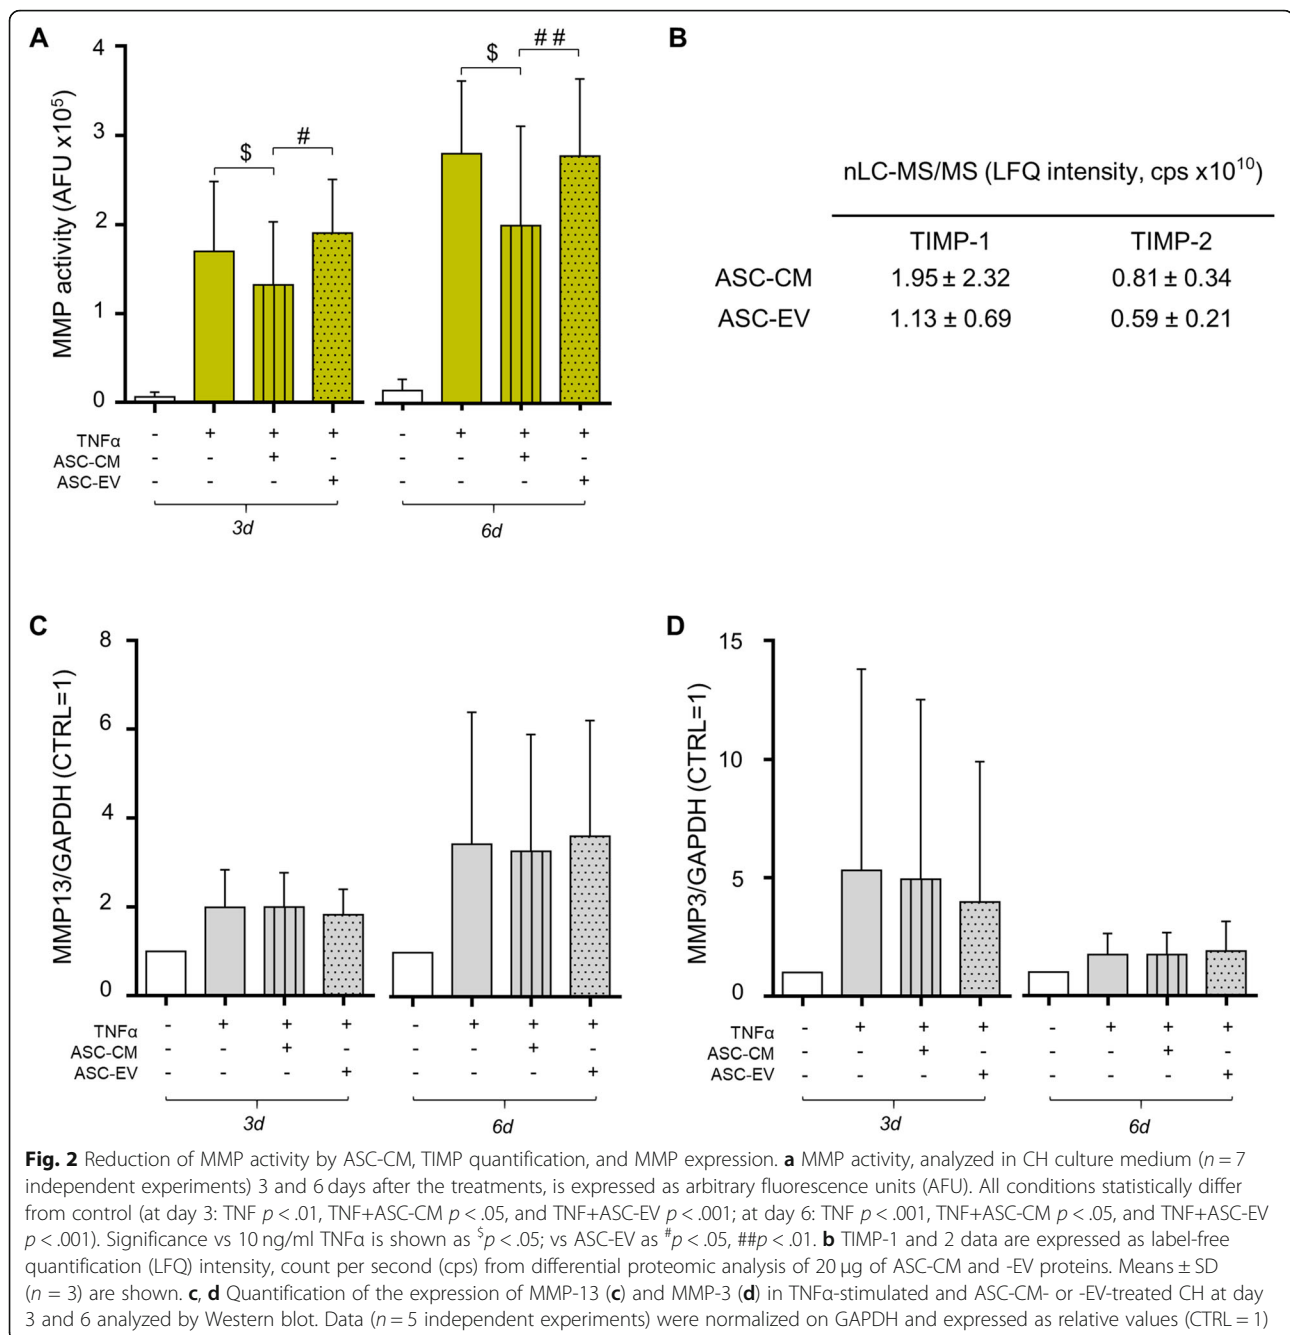 A
MMP activity (AFU x10⁵)
4
3
2
1
0
$
#
$
# #
TNFα - + + + - + + +
ASC-CM - - + - - - + -
ASC-EV - - - + - - - +
3d 6d
B
nLC-MS/MS (LFQ intensity, cps x10¹⁰)
TIMP-1 TIMP-2
ASC-CM 1.95 ± 2.32 0.81 ± 0.34
ASC-EV 1.13 ± 0.69 0.59 ± 0.21
C
MMP13/GAPDH (CTRL=1)
8
6
4
2
0
TNFα - + + + - + + +
ASC-CM - - + - - - + -
ASC-EV - - - + - - - +
3d 6d
D
MMP3/GAPDH (CTRL=1)
15
10
5
0
TNFα - + + + - + + +
ASC-CM - - + - - - + -
ASC-EV - - - + - - - +
3d 6d
Fig. 2 Reduction of MMP activity by ASC-CM, TIMP quantification, and MMP expression. a MMP activity, analyzed in CH culture medium (n = 7
independent experiments) 3 and 6 days after the treatments, is expressed as arbitrary fluorescence units (AFU). All conditions statistically differ
from control (at day 3: TNF p < .01, TNF+ASC-CM p < .05, and TNF+ASC-EV p < .001; at day 6: TNF p < .001, TNF+ASC-CM p < .05, and TNF+ASC-EV
p < .001). Significance vs 10 ng/ml TNFα is shown as $p < .05; vs ASC-EV as #p < .05, ##p < .01. b TIMP-1 and 2 data are expressed as label-free
quantification (LFQ) intensity, count per second (cps) from differential proteomic analysis of 20 μg of ASC-CM and -EV proteins. Means ± SD
(n = 3) are shown. c, d Quantification of the expression of MMP-13 (c) and MMP-3 (d) in TNFα-stimulated and ASC-CM- or -EV-treated CH at day
3 and 6 analyzed by Western blot. Data (n = 5 independent experiments) were normalized on GAPDH and expressed as relative values (CTRL = 1)